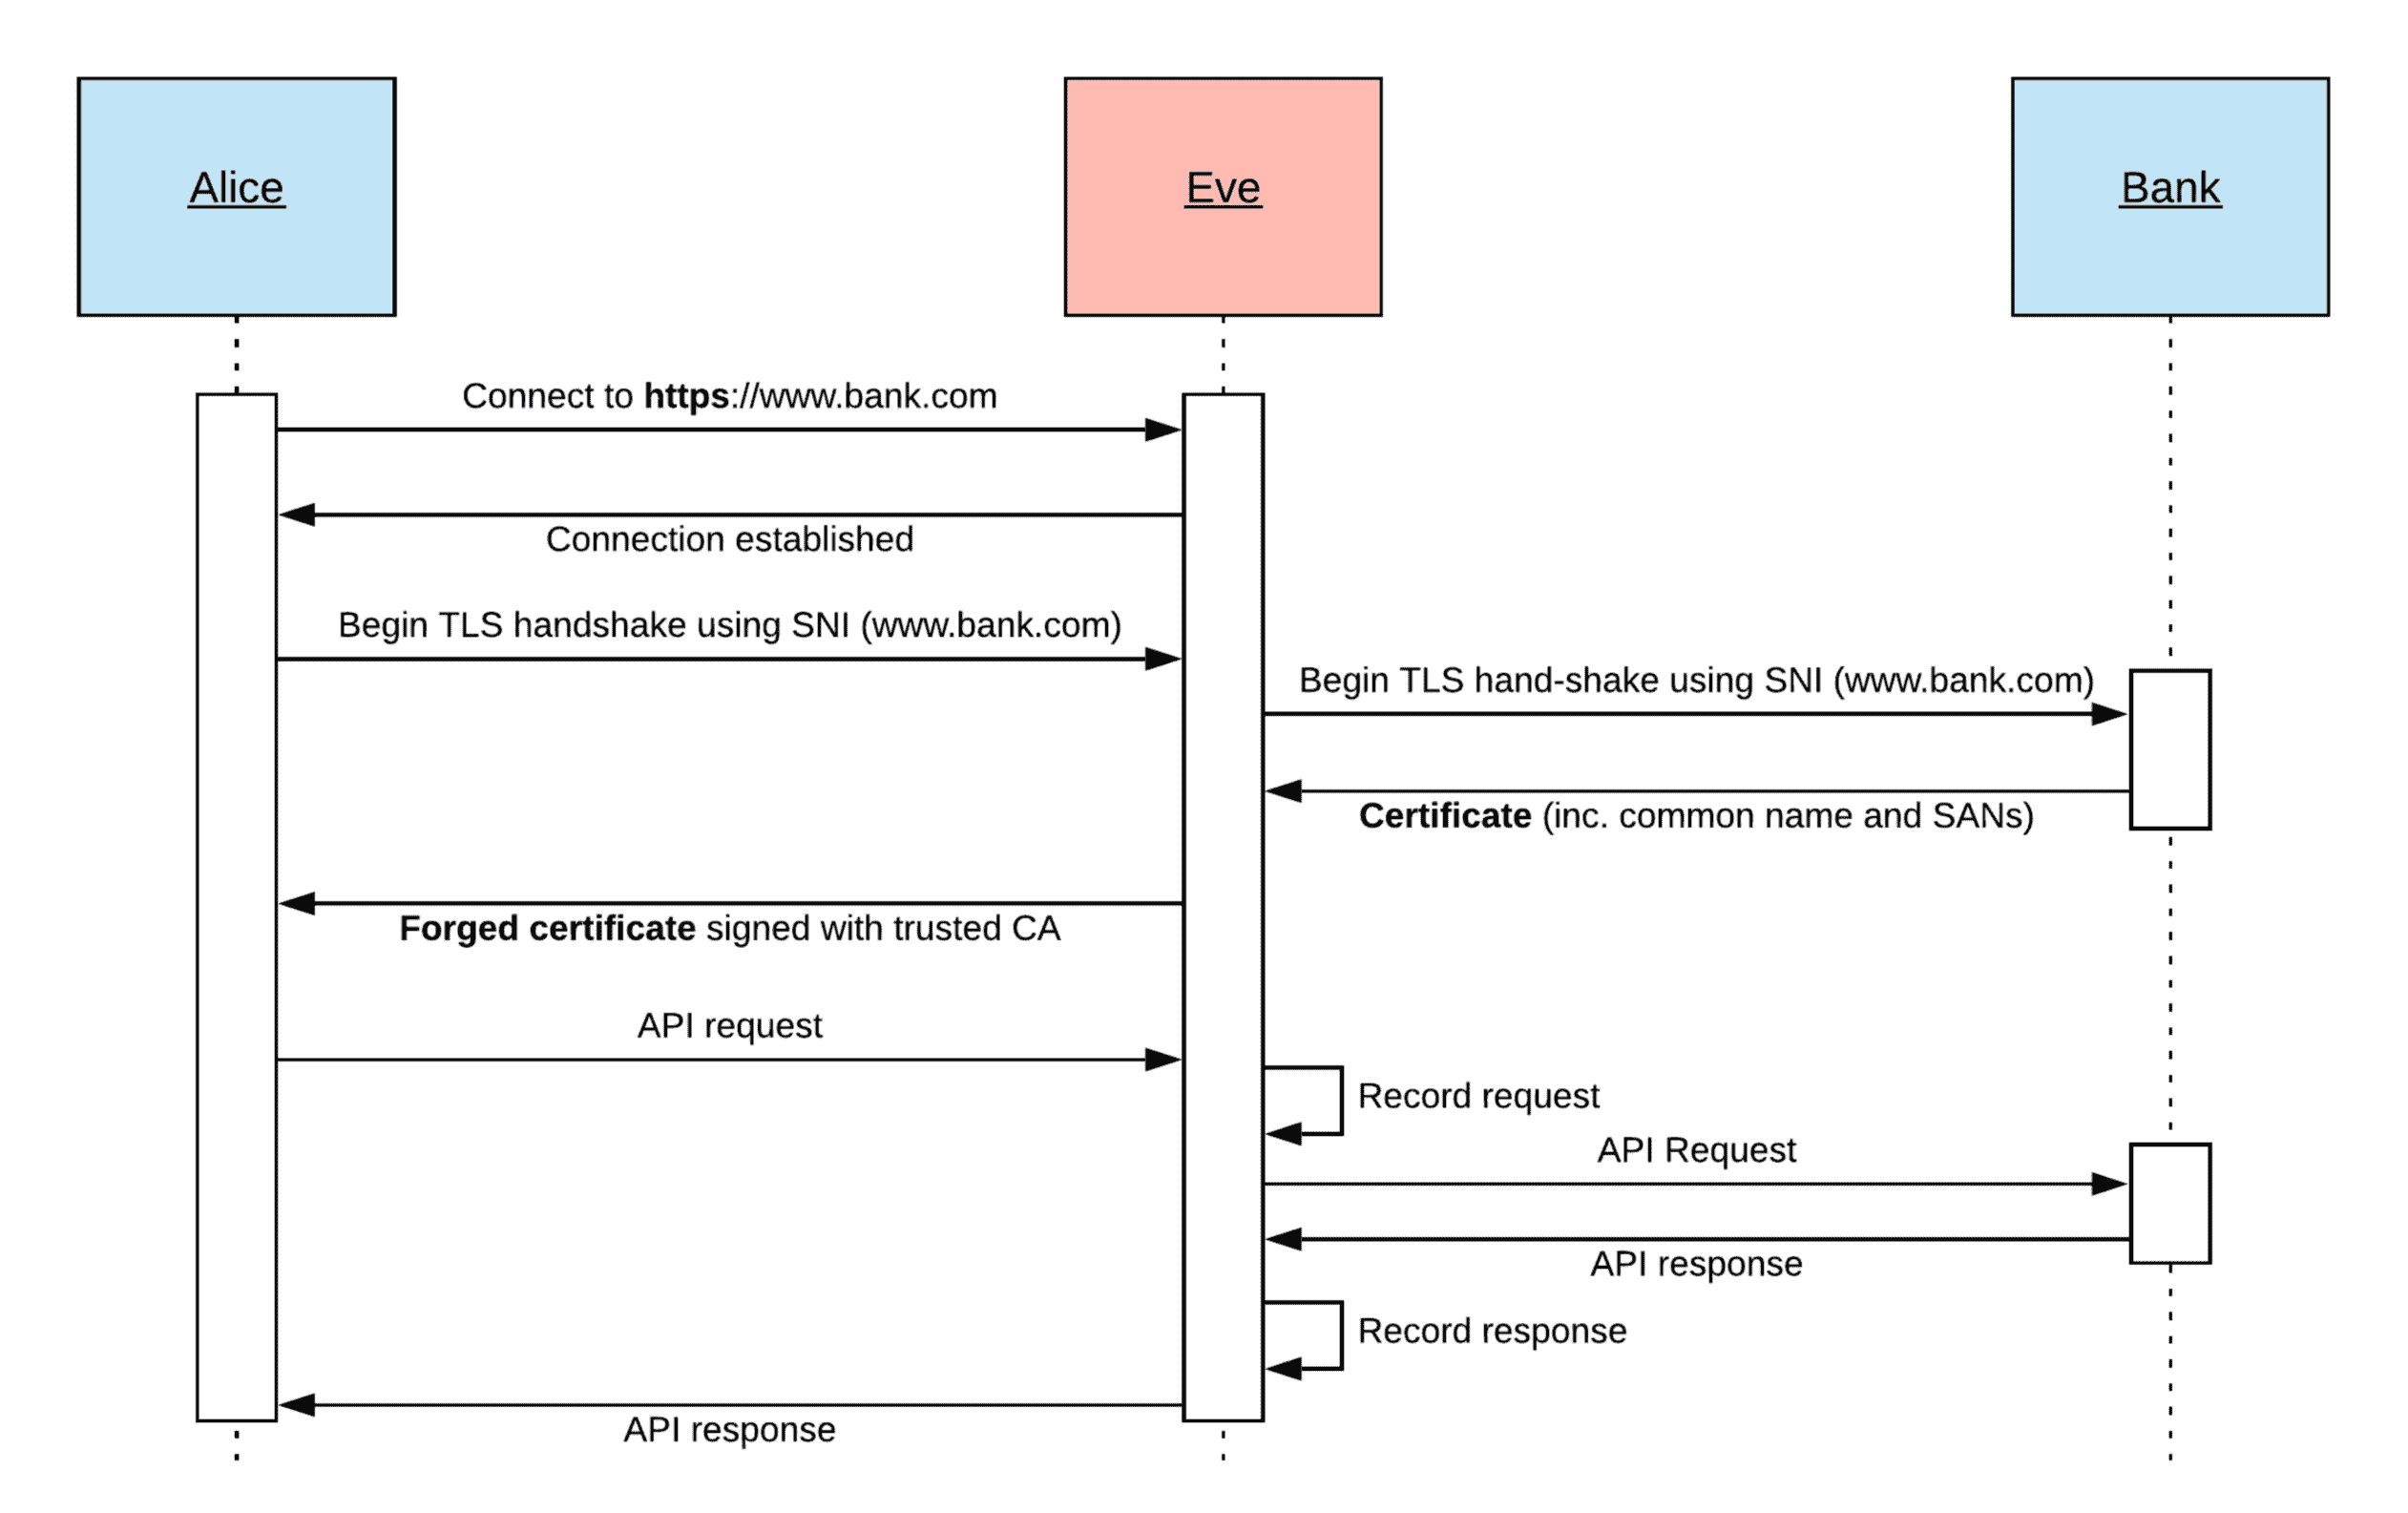 Alice
Eve
Bank
Connect to https://www.bank.com
Connection established
Begin TLS handshake using SNI (www.bank.com)
Begin TLS hand-shake using SNI (www.bank.com)
Certificate (inc. common name and SANs)
Forged certificate signed with trusted CA
API request
Record request
API Request
API response
Record response
API response